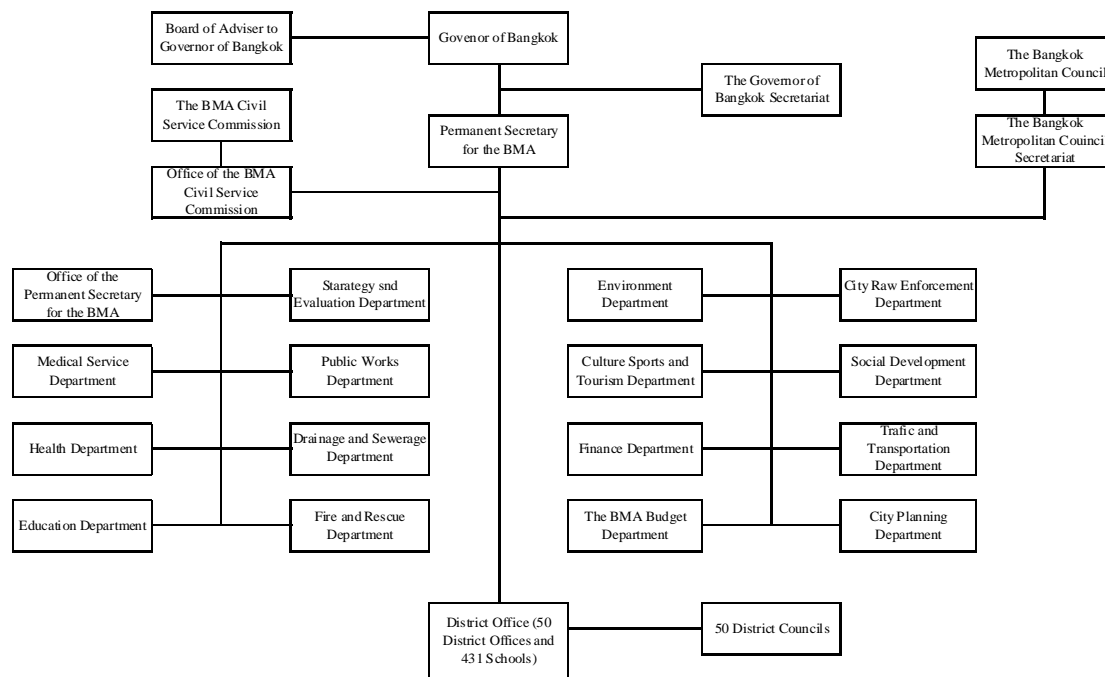 Board of Adviser to
Governor of Bangkok
Govenor of Bangkok
The Governor of
Bangkok Secretariat
The Bangkok
Metropolitan Council
The BMA Civil
Service Commission
Permanent Secretary
for the BMA
The Bangkok
Metropolitan Couincil
Secretariat
Office of the BMA
Civil Service
Commission
Office of the
Permanent Secretary
for the BMA
Starategy snd
Evaluation Department
Environment
Department
City Raw Enforcement
Department
Medical Service
Department
Public Works
Department
Culture Sports and
Tourism Department
Social Development
Department
Health Department
Drainage and Sewerage
Department
Finance Department
Trafic and
Transportation
Department
Education Department
Fire and Rescue
Department
The BMA Budget
Department
City Planning
Department
District Office (50
District Offices and
431 Schools)
50 District Councils